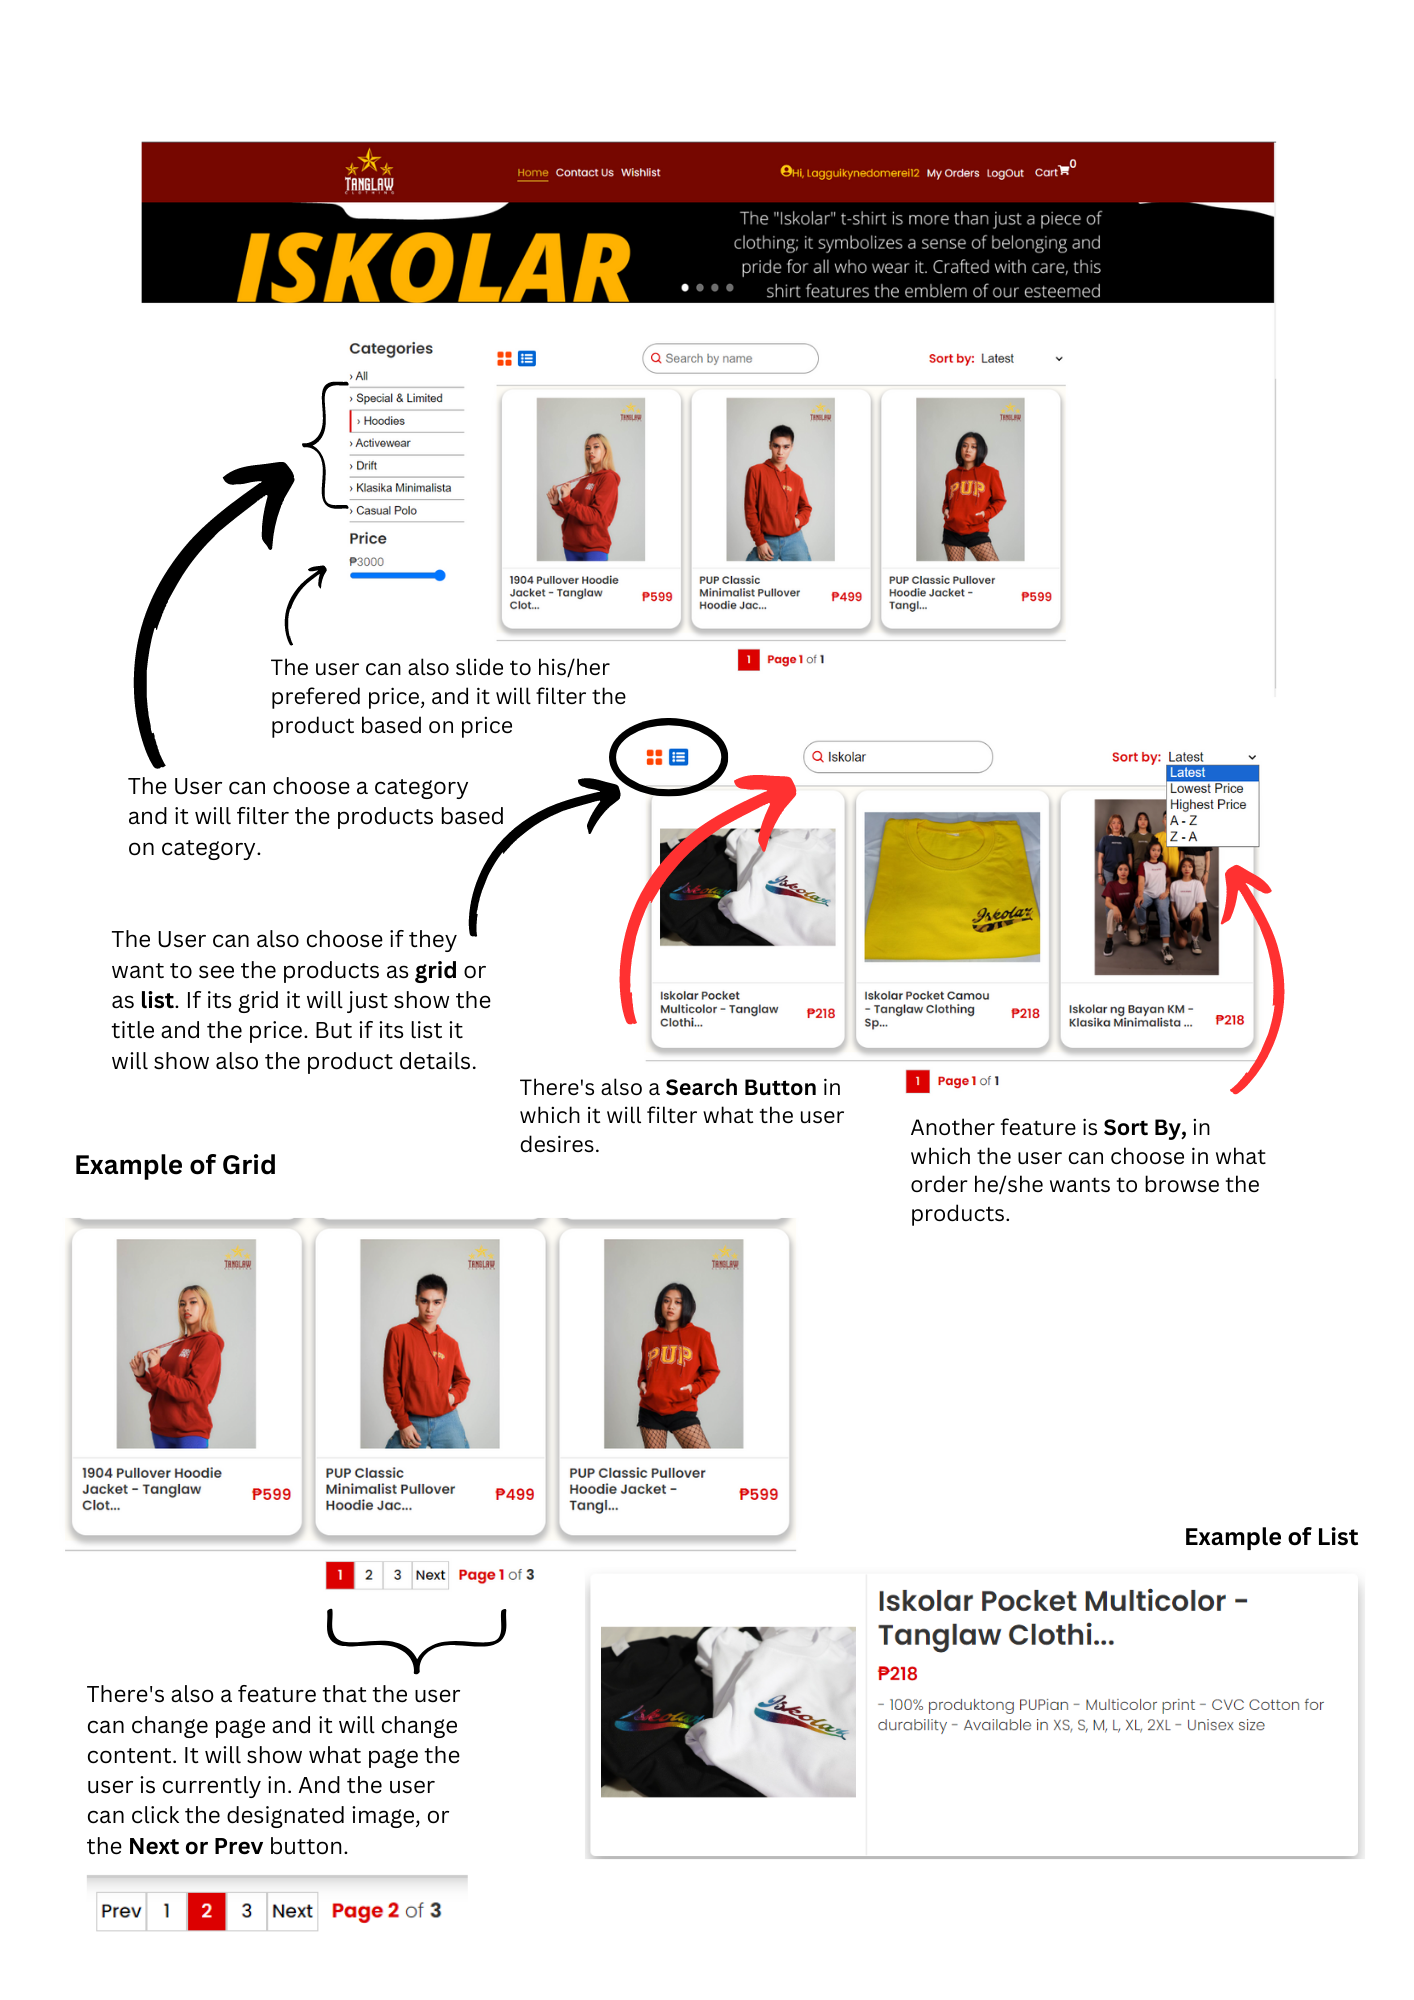 TANGLAW
CLOTHING
Home Contact Us Wishlist
Hi, Lagguikynedomerei12 My Orders LogOut Cart 0
ISKOLAR
The "Iskolar" t-shirt is more than just a piece of
clothing; it symbolizes a sense of belonging and
pride for all who wear it. Crafted with care, this
shirt features the emblem of our esteemed
Categories
› All
› Special & Limited
› Hoodies
› Activewear
› Drift
› Klasika Minimalista
› Casual Polo
Price
₱3000
Search by name
Sort by: Latest
TANGLAW
TANGLAW
TANGLAW
PUP
1904 Pullover Hoodie
Jacket - Tanglaw
Clot...
₱599
PUP Classic
Minimalist Pullover
Hoodie Jac...
₱499
PUP Classic Pullover
Hoodie Jacket -
Tangl...
₱599
1 Page 1 of 1
The user can also slide to his/her
prefered price, and it will filter the
product based on price
The User can choose a category
and it will filter the products based
on category.
Iskolar
Sort by: Latest
Latest
Lowest Price
Highest Price
A - Z
Z - A
Iskolar
Iskolar
Iskolar
Iskolar Pocket
Multicolor - Tanglaw
Clothi...
₱218
Iskolar Pocket Camou
- Tanglaw Clothing
Sp...
₱218
Iskolar ng Bayan KM -
Klasika Minimalista ...
₱218
1 Page 1 of 1
The User can also choose if they
want to see the products as grid or
as list. If its grid it will just show the
title and the price. But if its list it
will show also the product details.
There's also a Search Button in
which it will filter what the user
desires.
Another feature is Sort By, in
which the user can choose in what
order he/she wants to browse the
products.
Example of Grid
TANGLAW
TANGLAW
TANGLAW
PUP
PUP
1904 Pullover Hoodie
Jacket - Tanglaw
Clot...
₱599
PUP Classic
Minimalist Pullover
Hoodie Jac...
₱499
PUP Classic Pullover
Hoodie Jacket -
Tangl...
₱599
1 2 3 Next Page 1 of 3
Example of List
Iskolar
Iskolar
Iskolar Pocket Multicolor -
Tanglaw Clothi...
₱218
- 100% produktong PUPian - Multicolor print - CVC Cotton for
durability - Available in XS, S, M, L, XL, 2XL - Unisex size
There's also a feature that the user
can change page and it will change
content. It will show what page the
user is currently in. And the user
can click the designated image, or
the Next or Prev button.
Prev 1 2 3 Next Page 2 of 3